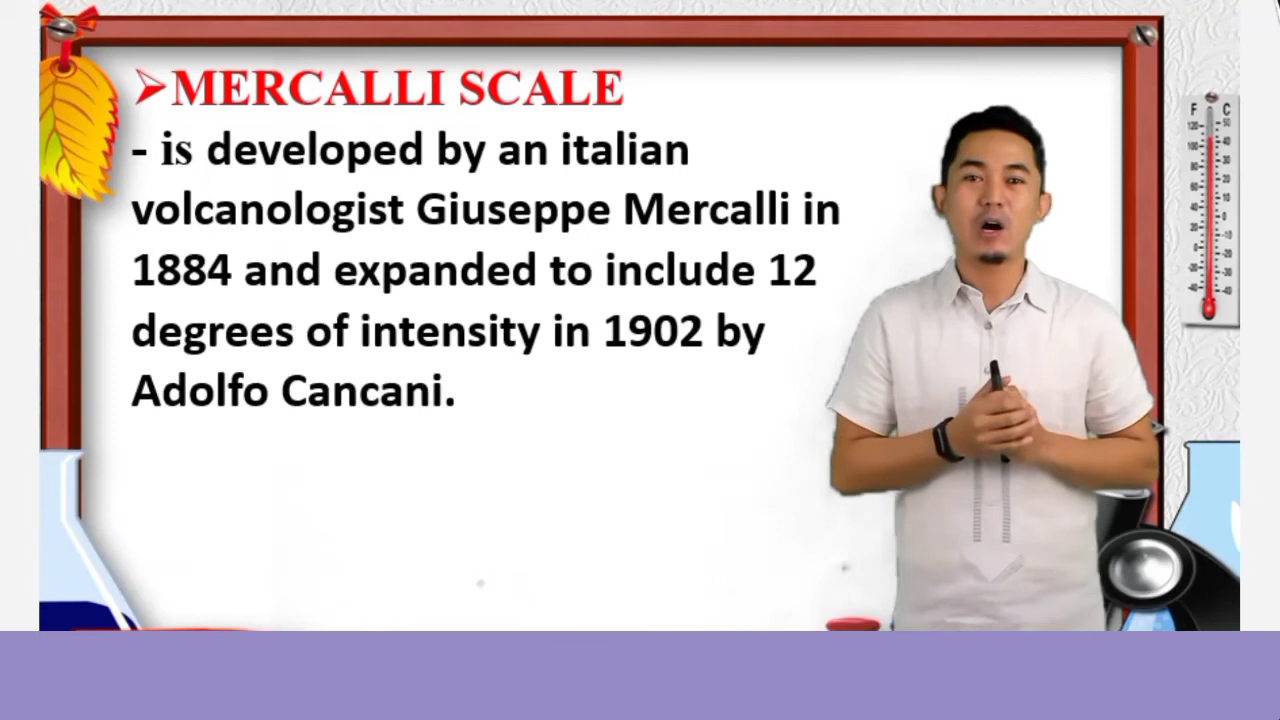 ➢MERCALLI SCALE
- is developed by an italian
volcanologist Giuseppe Mercalli in
1884 and expanded to include 12
degrees of intensity in 1902 by
Adolfo Cancani.
F C